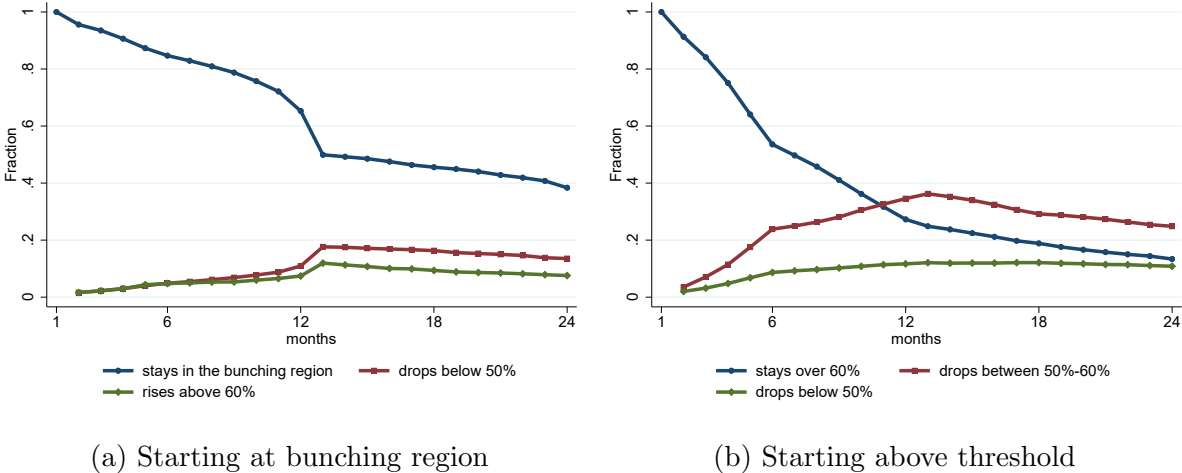 1
.8
.6
.4
.2
0
Fraction
1 6 12 18 24
months
stays in the bunching region drops below 50%
rises above 60%
(a) Starting at bunching region
1
.8
.6
.4
.2
0
Fraction
1 6 12 18 24
months
stays over 60% drops between 50%-60%
drops below 50%
(b) Starting above threshold